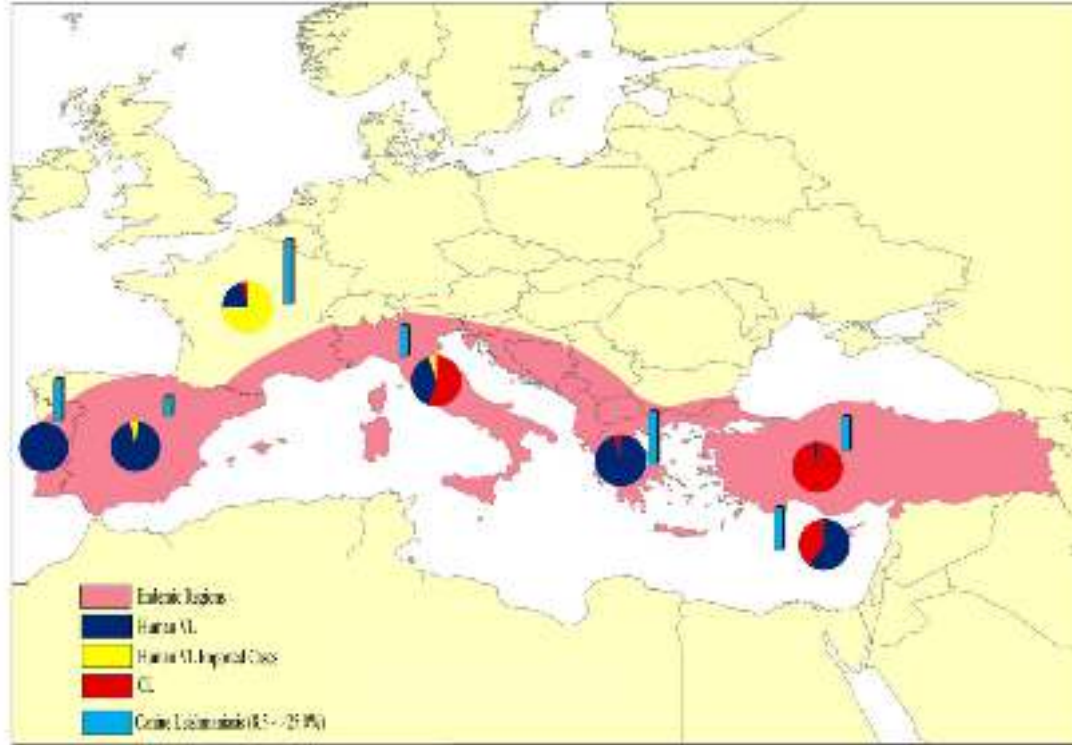 Endemic Regions
Human VL
Human VL Imported Cases
CL
Canine Leishmaniasis